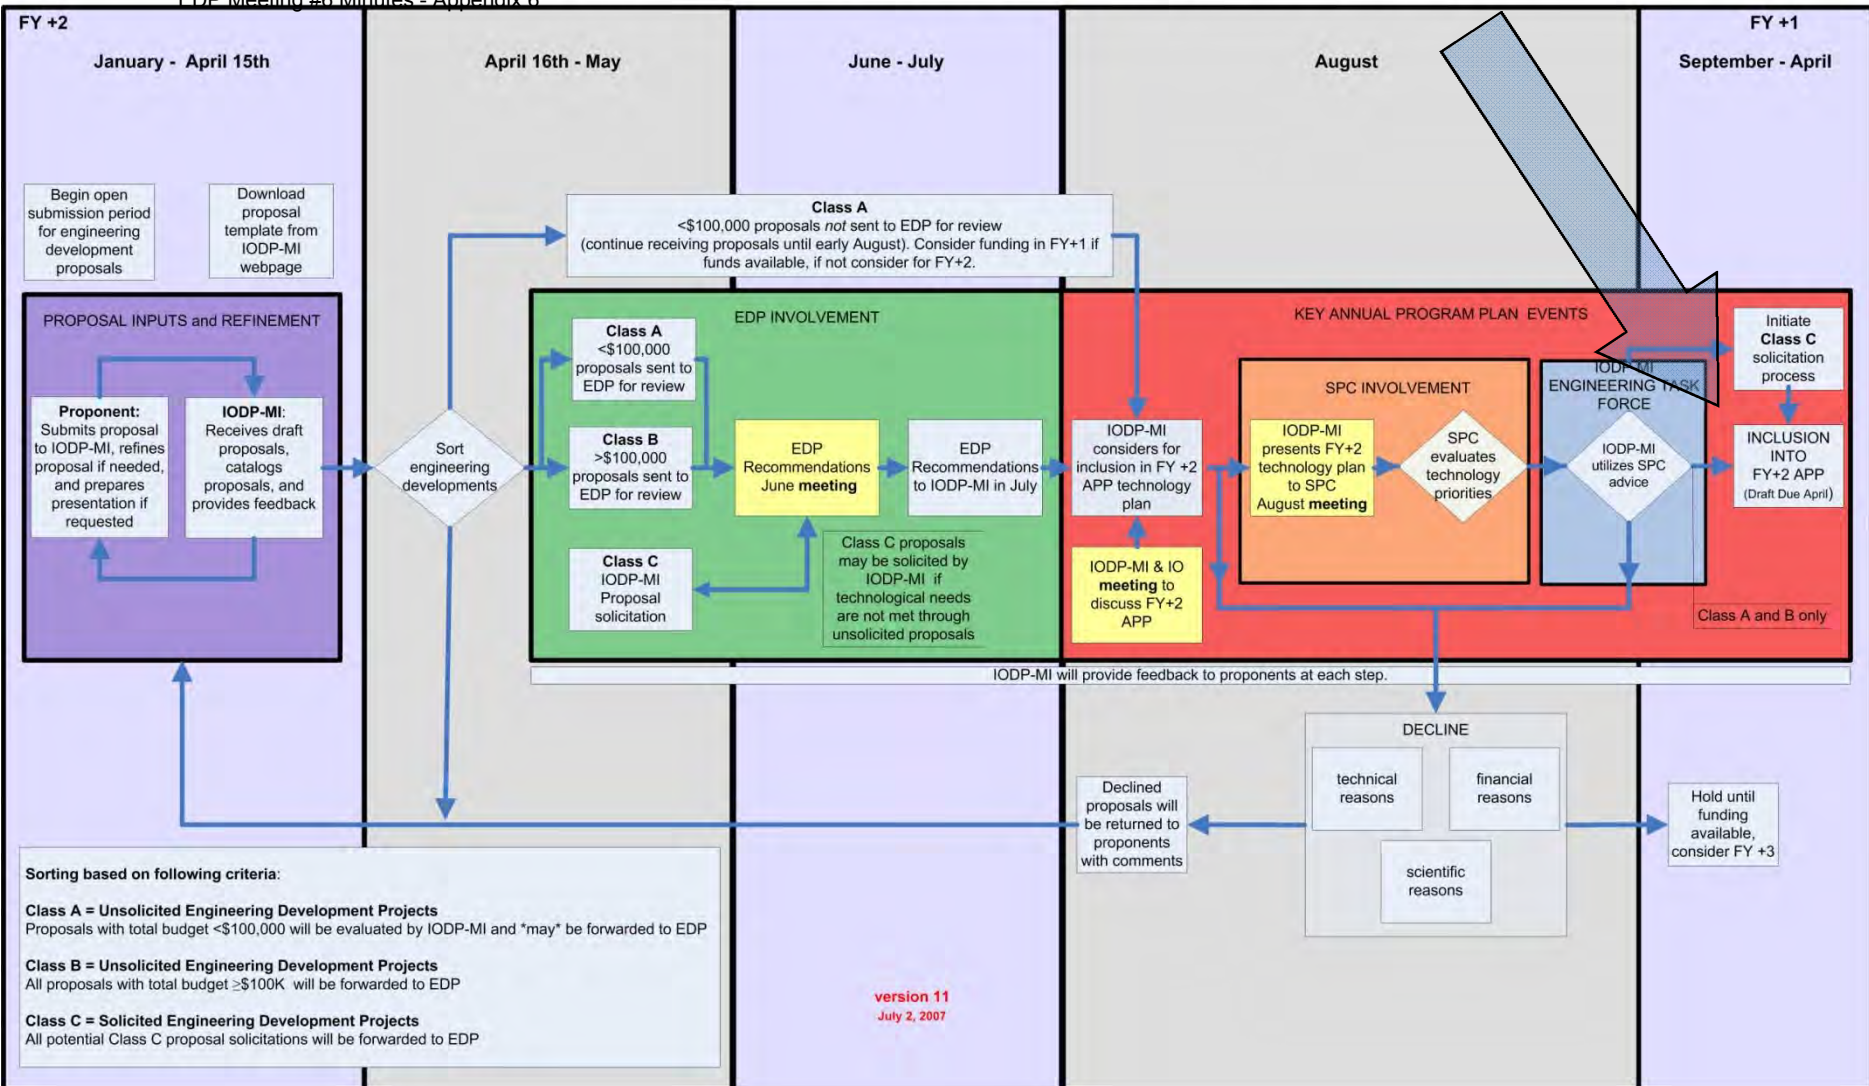 EDP Meeting #6 Minutes - Appendix 6
FY +2
FY +1
January - April 15th
April 16th - May
June - July
August
September - April
Begin open
submission period
for engineering
development
proposals
Download
proposal
template from
IODP-MI
webpage
PROPOSAL INPUTS and REFINEMENT
Proponent:
Submits proposal
to IODP-MI, refines
proposal if needed,
and prepares
presentation if
requested
IODP-MI:
Receives draft
proposals,
catalogs
proposals, and
provides feedback
Sort
engineering
developments
Class A
<$100,000 proposals not sent to EDP for review
(continue receiving proposals until early August). Consider funding in FY+1 if
funds available, if not consider for FY+2.
EDP INVOLVEMENT
Class A
<$100,000
proposals sent to
EDP for review
Class B
>$100,000
proposals sent to
EDP for review
Class C
IODP-MI
Proposal
solicitation
EDP
Recommendations
June meeting
EDP
Recommendations
to IODP-MI in July
Class C proposals
may be solicited by
IODP-MI if
technological needs
are not met through
unsolicited proposals
KEY ANNUAL PROGRAM PLAN EVENTS
IODP-MI
considers for
inclusion in FY +2
APP technology
plan
IODP-MI & IO
meeting to
discuss FY+2
APP
SPC INVOLVEMENT
IODP-MI
presents FY+2
technology plan
to SPC
August meeting
SPC
evaluates
technology
priorities
IODP-MI
ENGINEERING TASK
FORCE
IODP-MI
utilizes SPC
advice
Initiate
Class C
solicitation
process
INCLUSION
INTO
FY+2 APP
(Draft Due April)
Class A and B only
IODP-MI will provide feedback to proponents at each step.
DECLINE
technical
reasons
financial
reasons
scientific
reasons
Declined
proposals will
be returned to
proponents
with comments
Hold until
funding
available,
consider FY +3
Sorting based on following criteria:
Class A = Unsolicited Engineering Development Projects
Proposals with total budget <$100,000 will be evaluated by IODP-MI and *may* be forwarded to EDP
Class B = Unsolicited Engineering Development Projects
All proposals with total budget ≥$100K will be forwarded to EDP
Class C = Solicited Engineering Development Projects
All potential Class C proposal solicitations will be forwarded to EDP
version 11
July 2, 2007